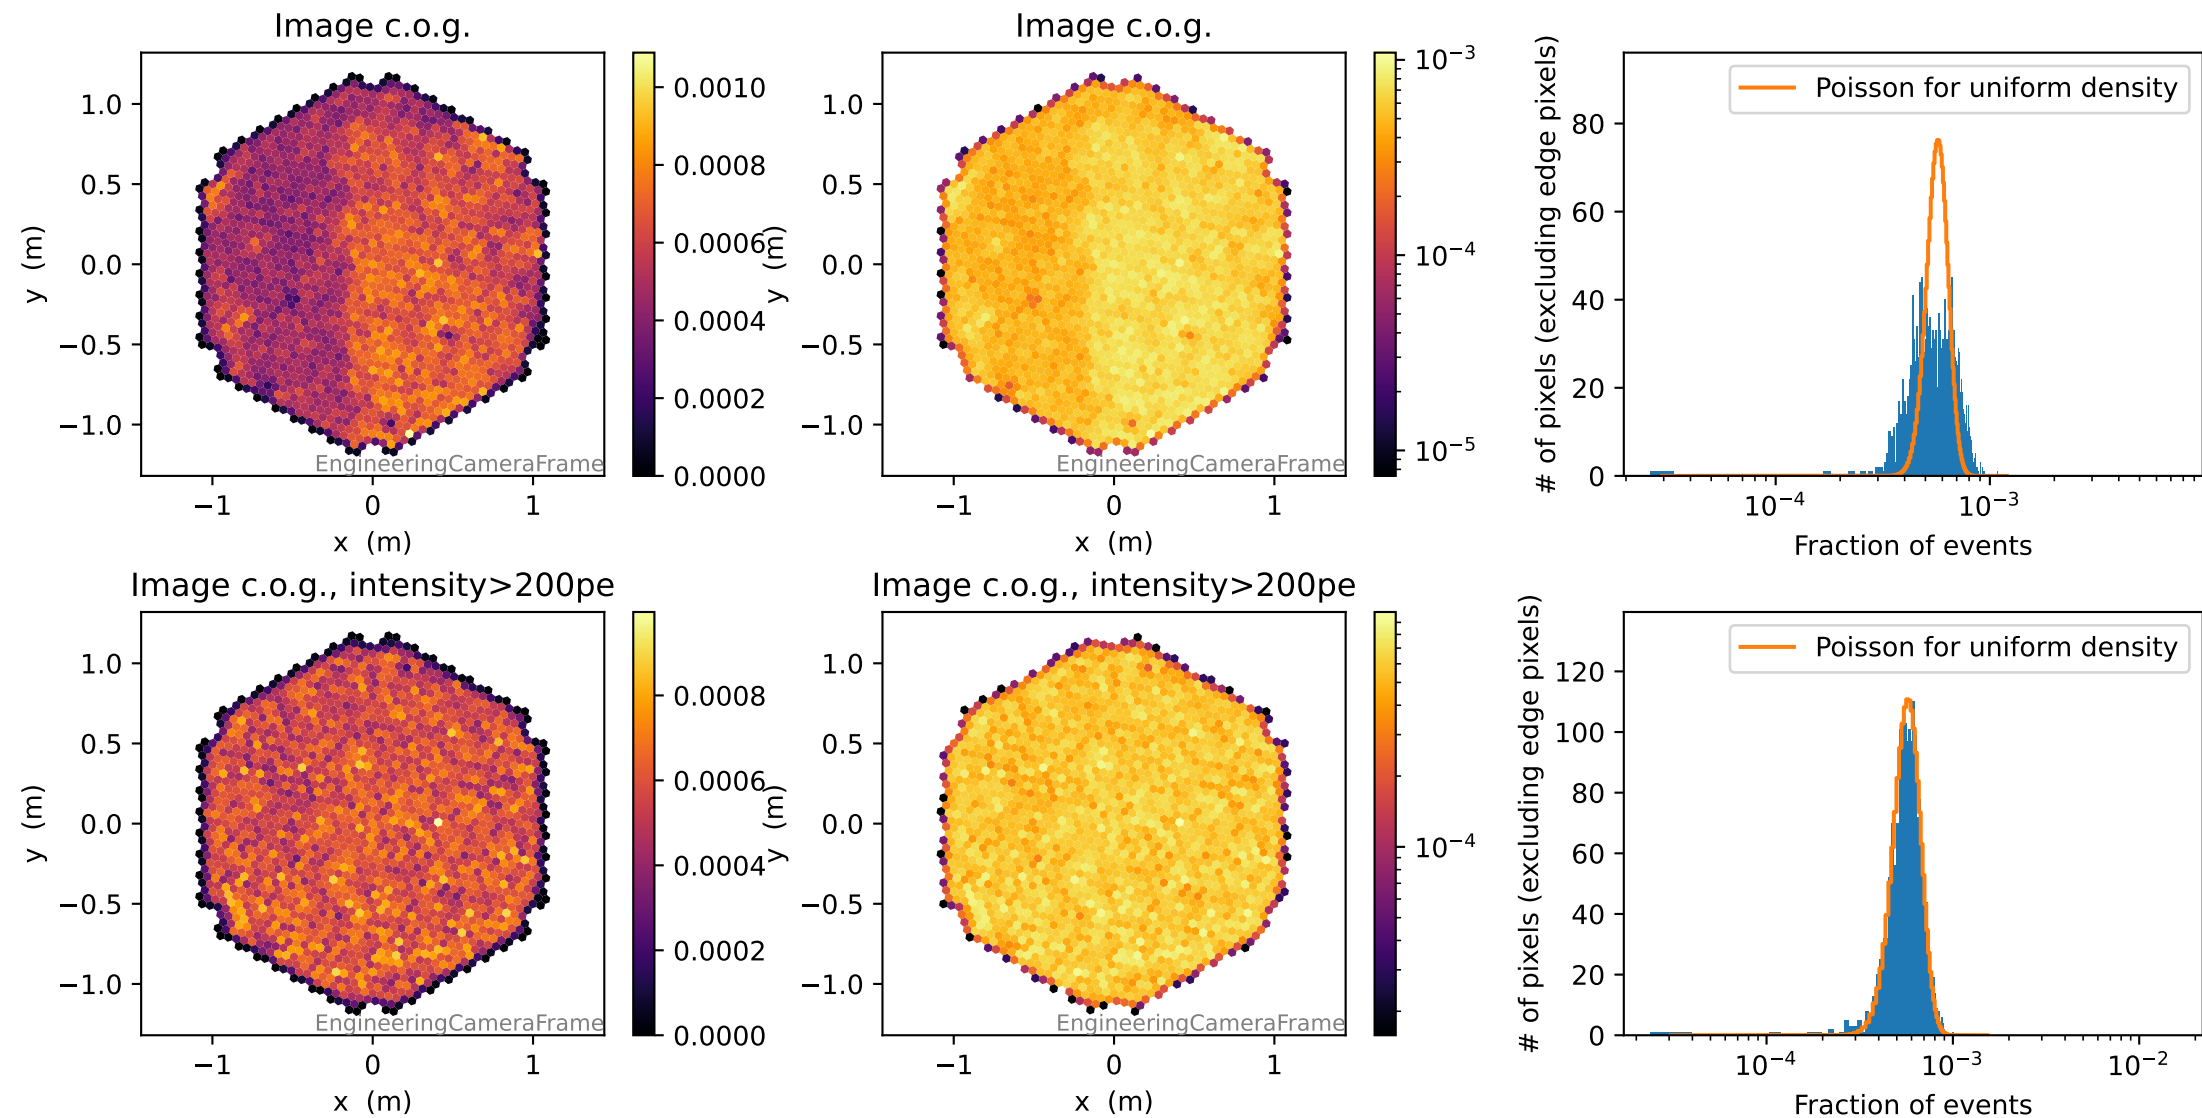 Image c.o.g.
y (m)
1.0
0.5
0.0
−0.5
−1.0
−1
0
1
x (m)
EngineeringCameraFrame
0.0010
0.0008
0.0006
0.0004
0.0002
0.0000
Image c.o.g.
y (m)
1.0
0.5
0.0
−0.5
−1.0
−1
0
1
x (m)
EngineeringCameraFrame
10⁻³
10⁻⁴
10⁻⁵
# of pixels (excluding edge pixels)
80
60
40
20
0
Poisson for uniform density
10⁻⁴
10⁻³
Fraction of events
Image c.o.g., intensity>200pe
y (m)
1.0
0.5
0.0
−0.5
−1.0
−1
0
1
x (m)
EngineeringCameraFrame
0.0008
0.0006
0.0004
0.0002
0.0000
Image c.o.g., intensity>200pe
y (m)
1.0
0.5
0.0
−0.5
−1.0
−1
0
1
x (m)
EngineeringCameraFrame
10⁻⁴
# of pixels (excluding edge pixels)
120
100
80
60
40
20
0
Poisson for uniform density
10⁻⁴
10⁻³
10⁻²
Fraction of events